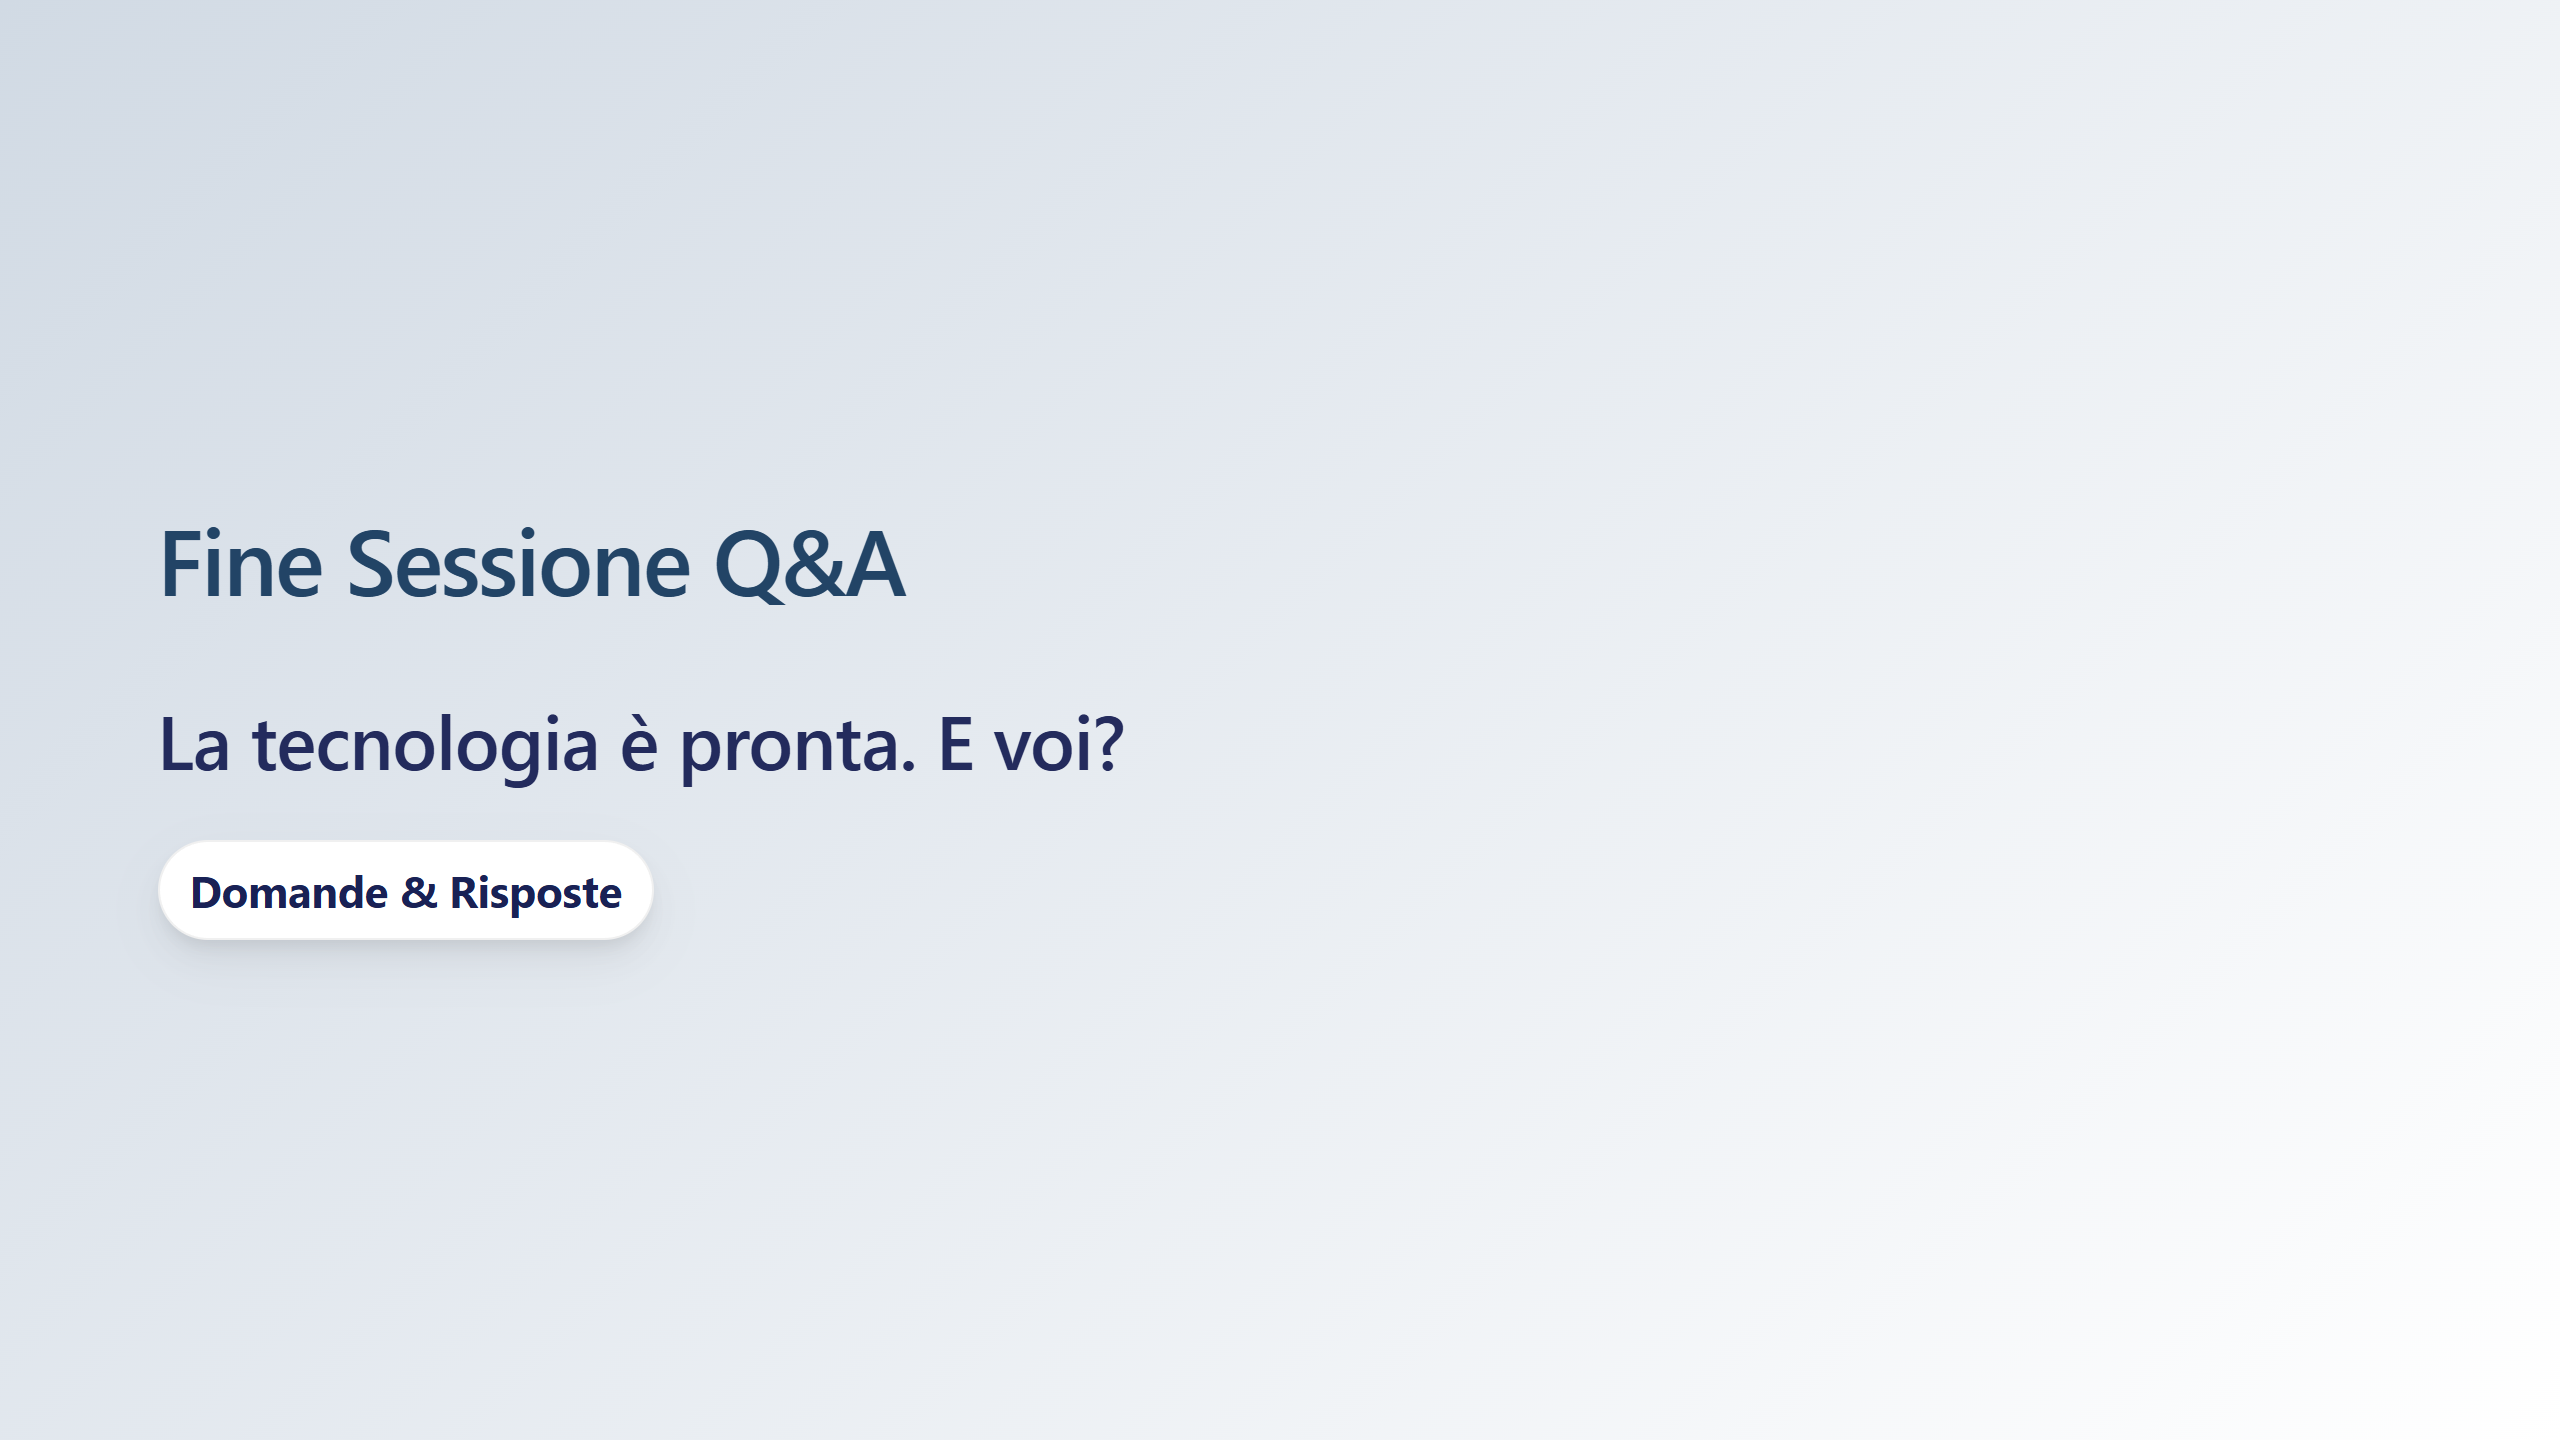 Fine Sessione Q&A
La tecnologia è pronta. E voi?
Domande & Risposte